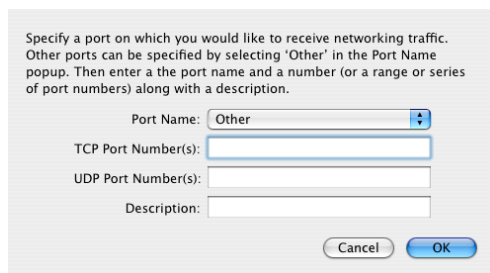 Specify a port on which you would like to receive networking traffic.
Other ports can be specified by selecting ‘Other’ in the Port Name
popup. Then enter a the port name and a number (or a range or series
of port numbers) along with a description.
Port Name: Other
TCP Port Number(s):
UDP Port Number(s):
Description:
Cancel OK